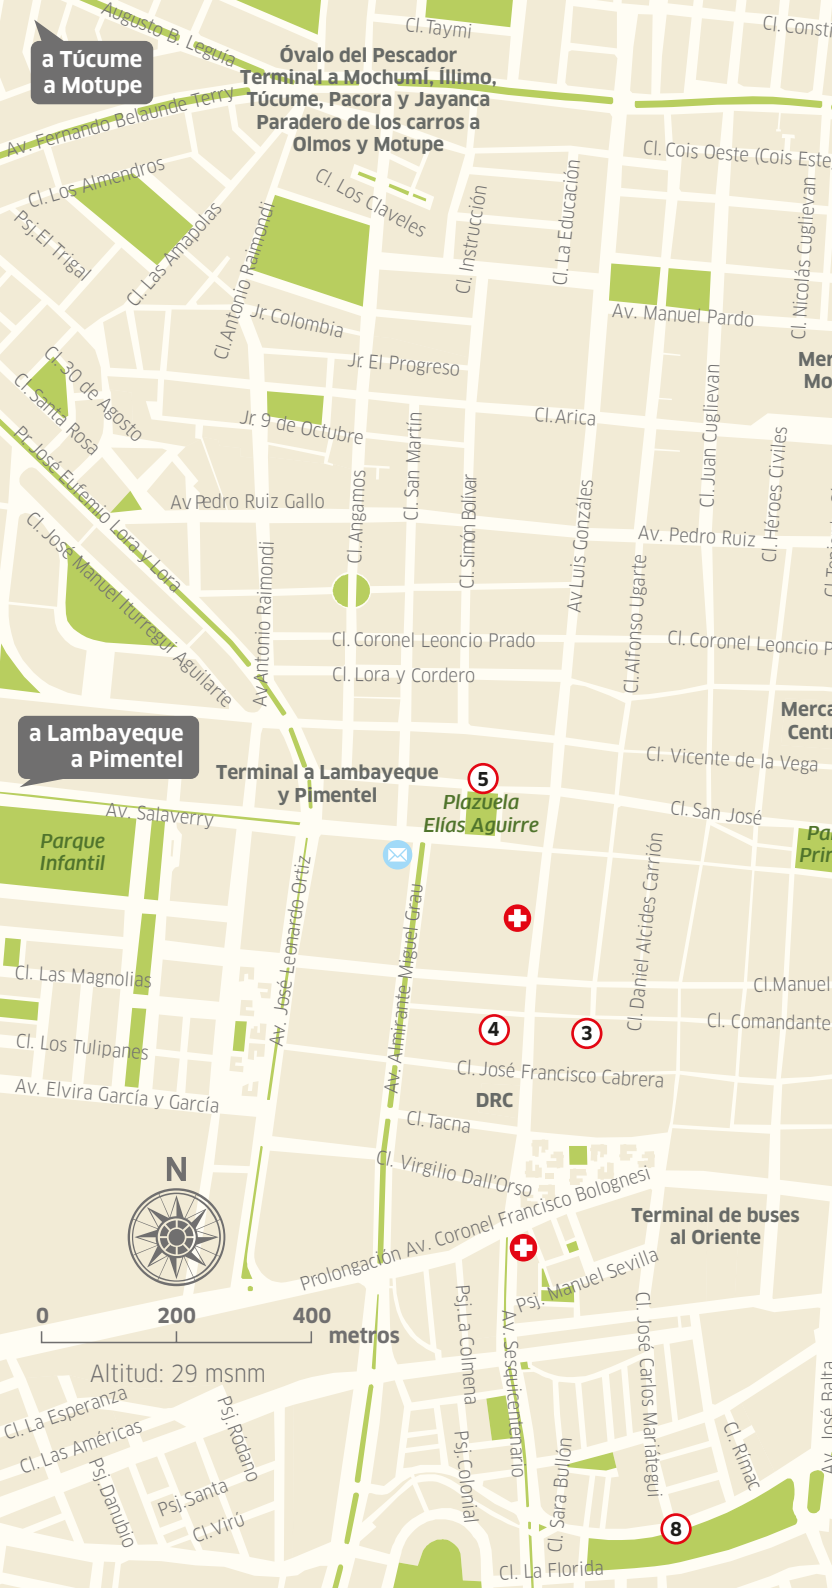 Augusto B. Leguía
Cl. Taymi
Cl. Consti
a Túcume
a Motupe
Óvalo del Pescador
Terminal a Mochumí, Íllimo,
Túcume, Pacora y Jayanca
Paradero de los carros a
Olmos y Motupe
Av. Fernando Belaunde Terry
Cl. Cois Oeste (Cois Este
Cl. Los Almendros
Cl. Los Claveles
Cl. Instrucción
Cl. La Educación
Cl. Nicolás Cuglievan
Psj. El Trigal
Cl. Las Amapolas
Cl. Antonio Raimondi
Jr. Colombia
Av. Manuel Pardo
Cl. 30 de Agosto
Cl. Santa Rosa
Jr. El Progreso
Mer
Mo
Jr. 9 de Octubre
Cl. San Martín
Cl. Arica
Cl. Juan Cuglievan
Cl. Héroes Civiles
Pr. José Eufemio Lora y Lora
Av Pedro Ruiz Gallo
Cl. Angamos
Cl. Simón Bolívar
Av Luis Gonzáles
Av. Pedro Ruiz
Cl. José Manuel Iturregui Aguilarte
Av. Antonio Raimondi
Cl. Alfonso Ugarte
Cl. Coronel Leoncio Prado
Cl. Coronel Leoncio P
Cl. Lora y Cordero
a Lambayeque
a Pimentel
Merca
Centr
Terminal a Lambayeque
y Pimentel
5
Cl. Vicente de la Vega
Plazuela
Elías Aguirre
Cl. San José
Av. Salaverry
Parque
Infantil
Pa
Prin
Av. José Leonardo Ortiz
Av. Almirante Miguel Grau
Cl. Daniel Alcides Carrión
Cl. Las Magnolias
Cl.Manuel
4
3
Cl. Comandante
Cl. Los Tulipanes
Cl. José Francisco Cabrera
Av. Elvira García y García
DRC
Cl. Tacna
N
Cl. Virgilio Dall'Orso
Prolongación Av. Coronel Francisco Bolognesi
Terminal de buses
al Oriente
Psj. Manuel Sevilla
0 200 400
metros
Altitud: 29 msnm
Psj. La Colmena
Av. Sesquicentenario
Cl. José Carlos Mariátegui
Av. José Balta
Cl. La Esperanza
Cl. Las Américas
Psj. Ródano
Psj. Danubio
Psj. Santa
Cl. Virú
Psj. Colonial
Cl. Sara Bullón
Cl. Rímac
8
Cl. La Florida